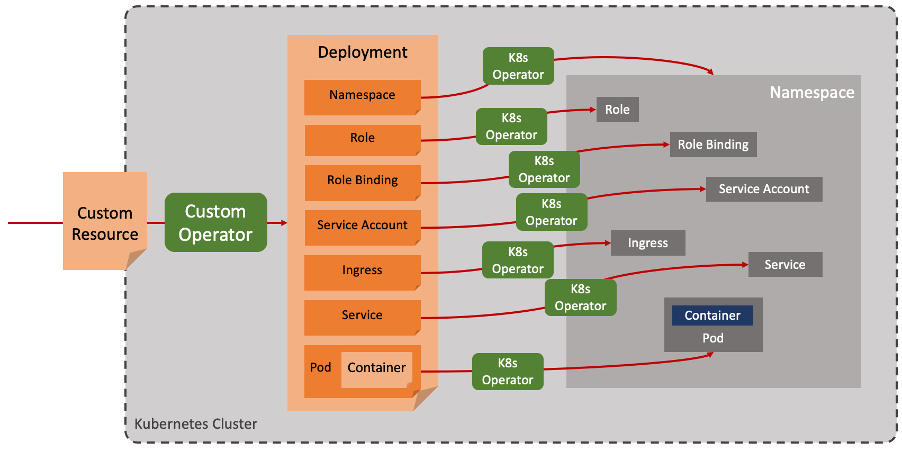 Deployment
K8s
Operator
Namespace
Namespace
K8s
Operator
Role
Role
K8s
Operator
Role Binding
Role Binding
K8s
Operator
Service Account
Service Account
Custom
Resource
Custom
Operator
K8s
Operator
Ingress
Ingress
K8s
Operator
Service
Service
K8s
Operator
Pod
Container
Container
Pod
Kubernetes Cluster